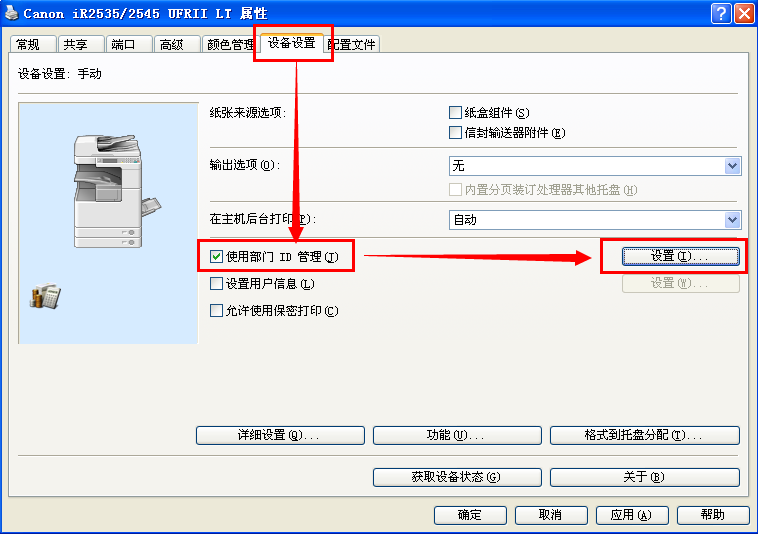 Canon iR2535/2545 UFRII LT 属性
常规 共享 端口 高级 颜色管理 设备设置 配置文件
设备设置: 手动
纸张来源选项: 纸盒组件(S)
信封输送器附件(E)
输出选项(O): 无
内置分页装订处理器其他托盘(H)
在主机后台打印(P): 自动
使用部门 ID 管理(J) 设置(I)...
设置用户信息(L) 设置(W)...
允许使用保密打印(C)
详细设置(Q)... 功能(U)... 格式到托盘分配(T)...
获取设备状态(G) 关于(B)
确定 取消 应用(A) 帮助